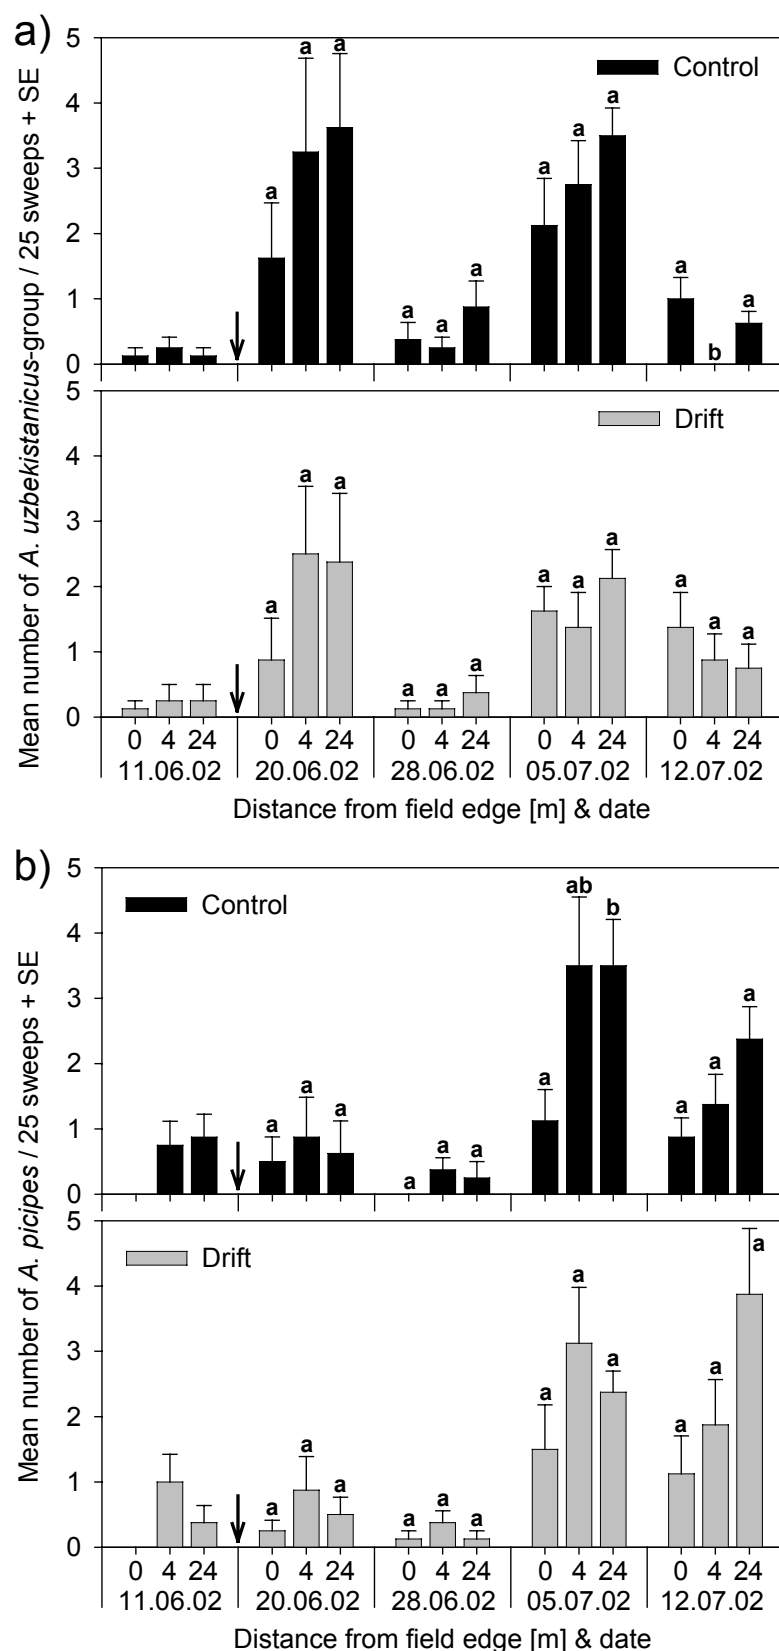 a)
Mean number of A. uzbekistanicus-group / 25 sweeps + SE
5
4
3
2
1
0
Control
a a a a a a a a a a b a
5
4
3
2
1
0
Drift
a a a a a a a a a a a a
0 4 24 0 4 24 0 4 24 0 4 24 0 4 24
11.06.02 20.06.02 28.06.02 05.07.02 12.07.02
Distance from field edge [m] & date
b)
Mean number of A. picipes / 25 sweeps + SE
5
4
3
2
1
0
Control
a a a a a a a ab b a a a
5
4
3
2
1
0
Drift
a a a a a a a a a a a a
0 4 24 0 4 24 0 4 24 0 4 24 0 4 24
11.06.02 20.06.02 28.06.02 05.07.02 12.07.02
Distance from field edge [m] & date